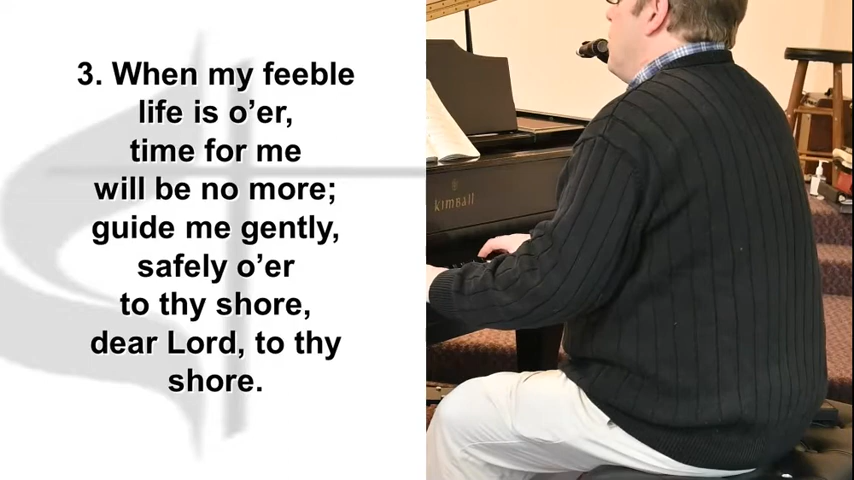 3. When my feeble
life is o’er,
time for me
will be no more;
guide me gently,
safely o’er
to thy shore,
dear Lord, to thy
shore.
KIMBALL